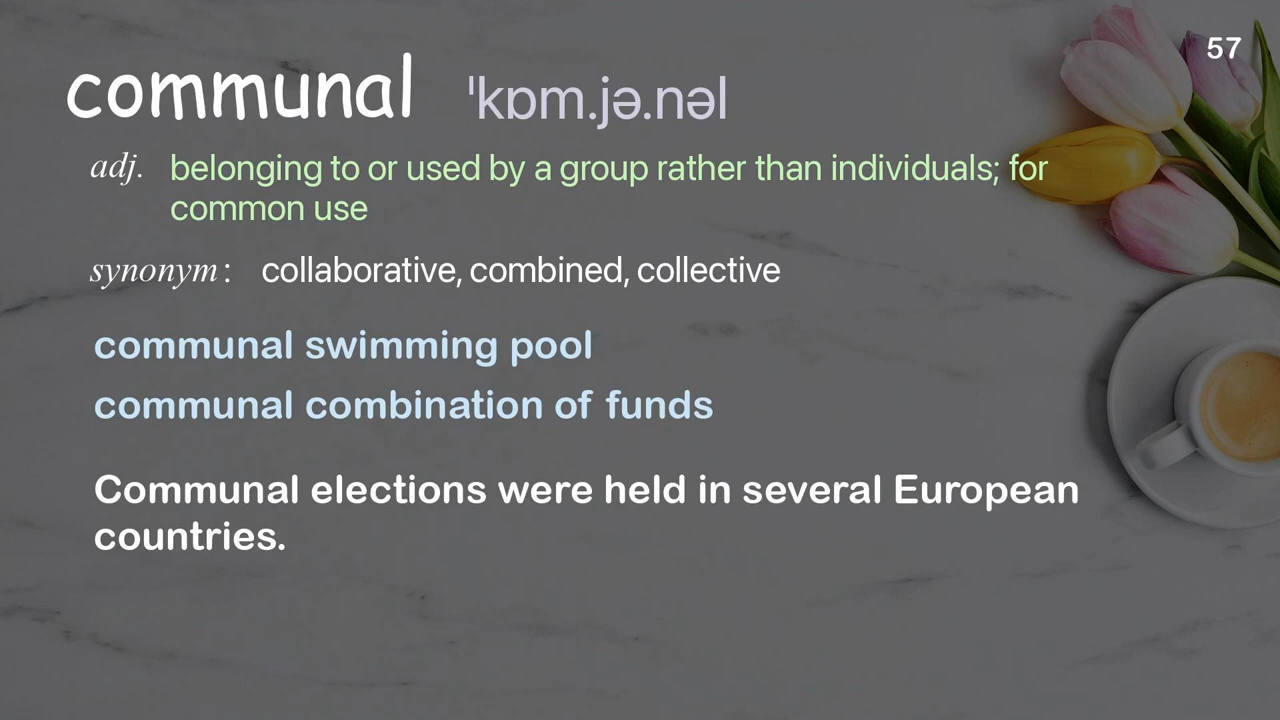 57
communal ˈkɒm.jə.nəl
adj. belonging to or used by a group rather than individuals; for
common use
synonym: collaborative, combined, collective
communal swimming pool
communal combination of funds
Communal elections were held in several European
countries.